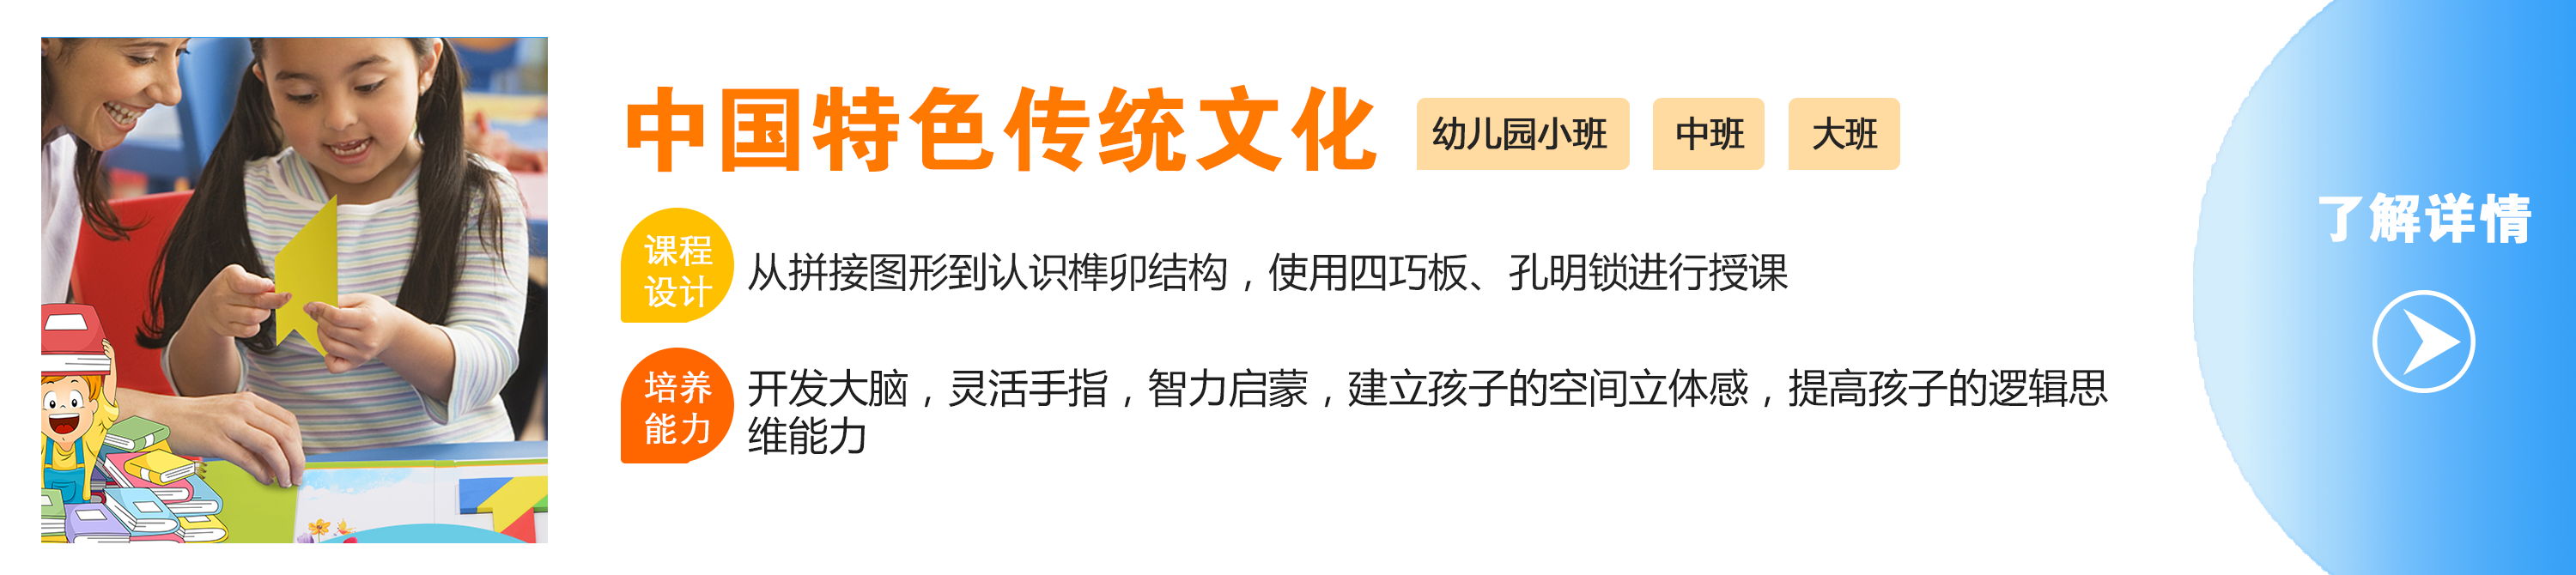 中国特色传统文化 幼儿园小班 中班 大班
课程
设计
从拼接图形到认识榫卯结构，使用四巧板、孔明锁进行授课
培养
能力
开发大脑，灵活手指，智力启蒙，建立孩子的空间立体感，提高孩子的逻辑思
维能力
了解详情